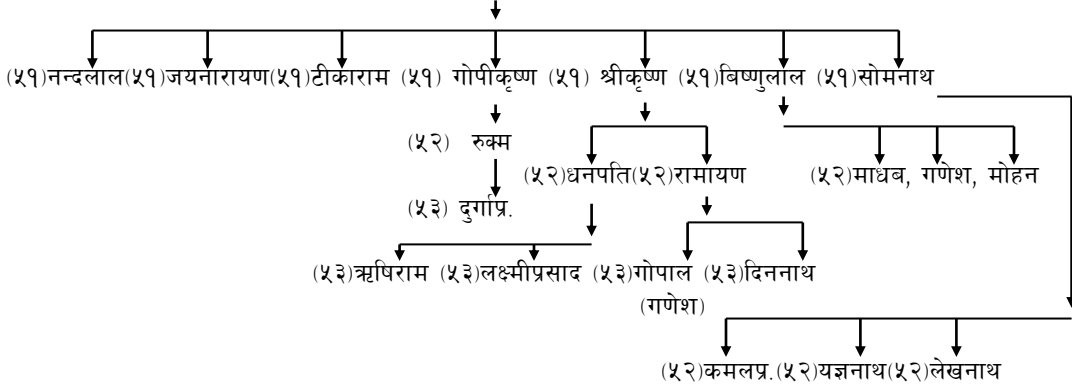 (५१)नन्दलाल(५१)जयनारायण(५१)टीकाराम (५१) गोपीकृष्ण (५१) श्रीकृष्ण (५१)बिष्णुलाल (५१)सोमनाथ
(५२) रुक्म
(५२)धनपति(५२)रामायण (५२)माधब, गणेश, मोहन
(५३) दुर्गाप्र.
(५३)ऋषिराम (५३)लक्ष्मीप्रसाद (५३)गोपाल (५३)दिननाथ
(गणेश)
(५२)कमलप्र.(५२)यज्ञनाथ(५२)लेखनाथ